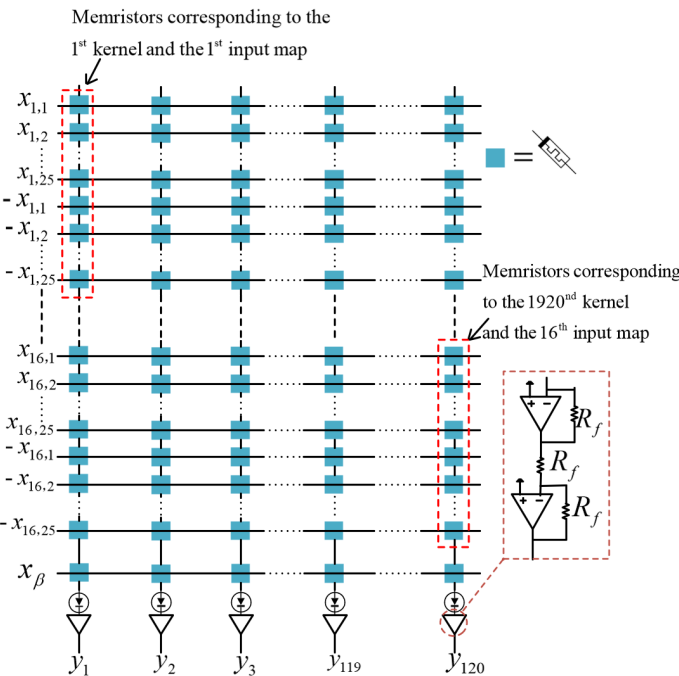 Memristors corresponding to the
1st kernel and the 1st input map
x1,1
x1,2
x1,25
- x1,1
- x1,2
- x1,25
=
Memristors corresponding
to the 1920nd kernel
and the 16th input map
x16,1
x16,2
x16,25
- x16,1
- x16,2
- x16,25
xβ
+ -
Rf
Rf
+ -
Rf
y1 y2 y3 y119 y120